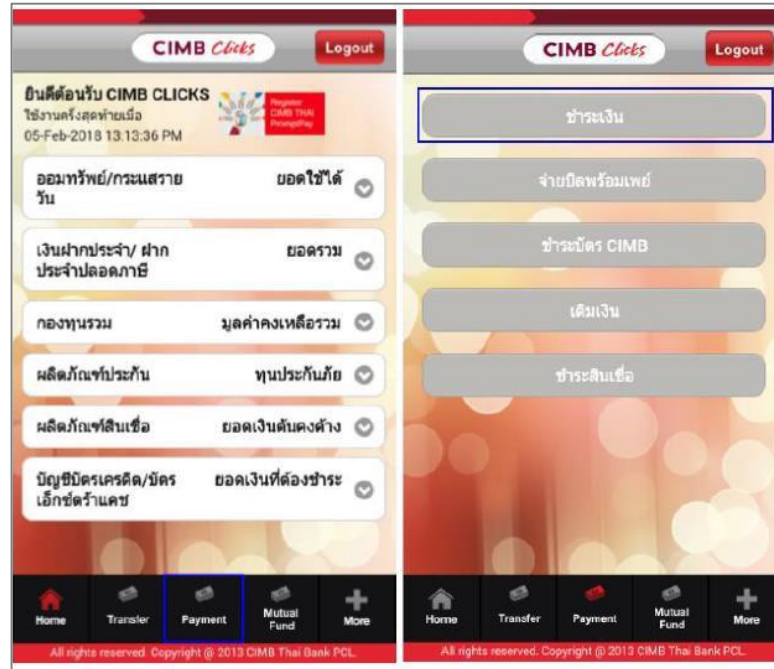 CIMB Clicks
Logout
ยินดีต้อนรับ CIMB CLICKS
ใช้งานครั้งสุดท้ายเมื่อ
05-Feb-2018 13:13:36 PM
Register
CIMB THAI
PromptPay
ออมทรัพย์/กระแสราย
วัน
ยอดใช้ได้
เงินฝากประจำ/ ฝาก
ประจำปลอดภาษี
ยอดรวม
กองทุนรวม
มูลค่าคงเหลือรวม
ผลิตภัณฑ์ประกัน
ทุนประกันภัย
ผลิตภัณฑ์สินเชื่อ
ยอดเงินต้นคงค้าง
บัญชีบัตรเครดิต/บัตร
เอ็กซ์ตร้าแคช
ยอดเงินที่ต้องชำระ
Home
Transfer
Payment
Mutual
Fund
More
All rights reserved. Copyright @ 2013 CIMB Thai Bank PCL.
CIMB Clicks
Logout
ชำระเงิน
จ่ายบิลพร้อมเพย์
ชำระบัตร CIMB
เติมเงิน
ชำระสินเชื่อ
Home
Transfer
Payment
Mutual
Fund
More
All rights reserved. Copyright @ 2013 CIMB Thai Bank PCL.